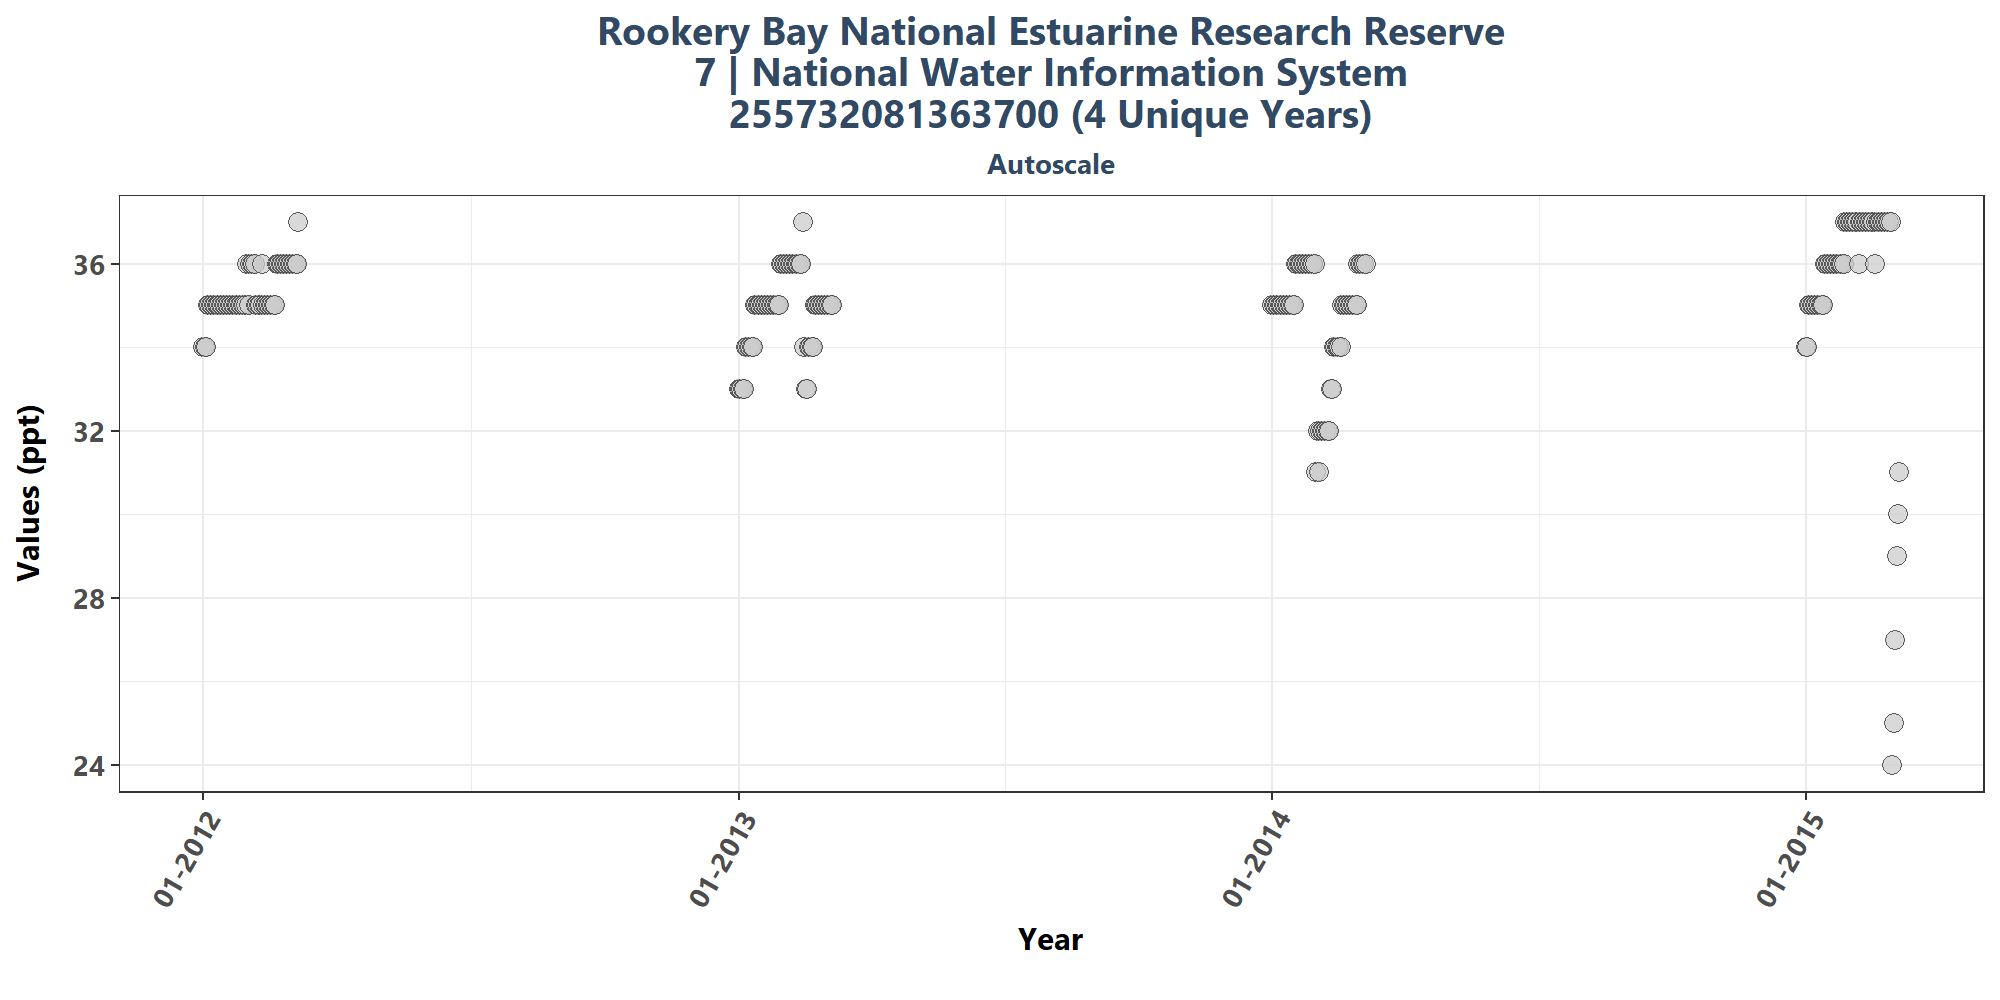 Rookery Bay National Estuarine Research Reserve
7 | National Water Information System
255732081363700 (4 Unique Years)
Autoscale
36
32
28
24
Values (ppt)
01-2012
01-2013
01-2014
01-2015
Year